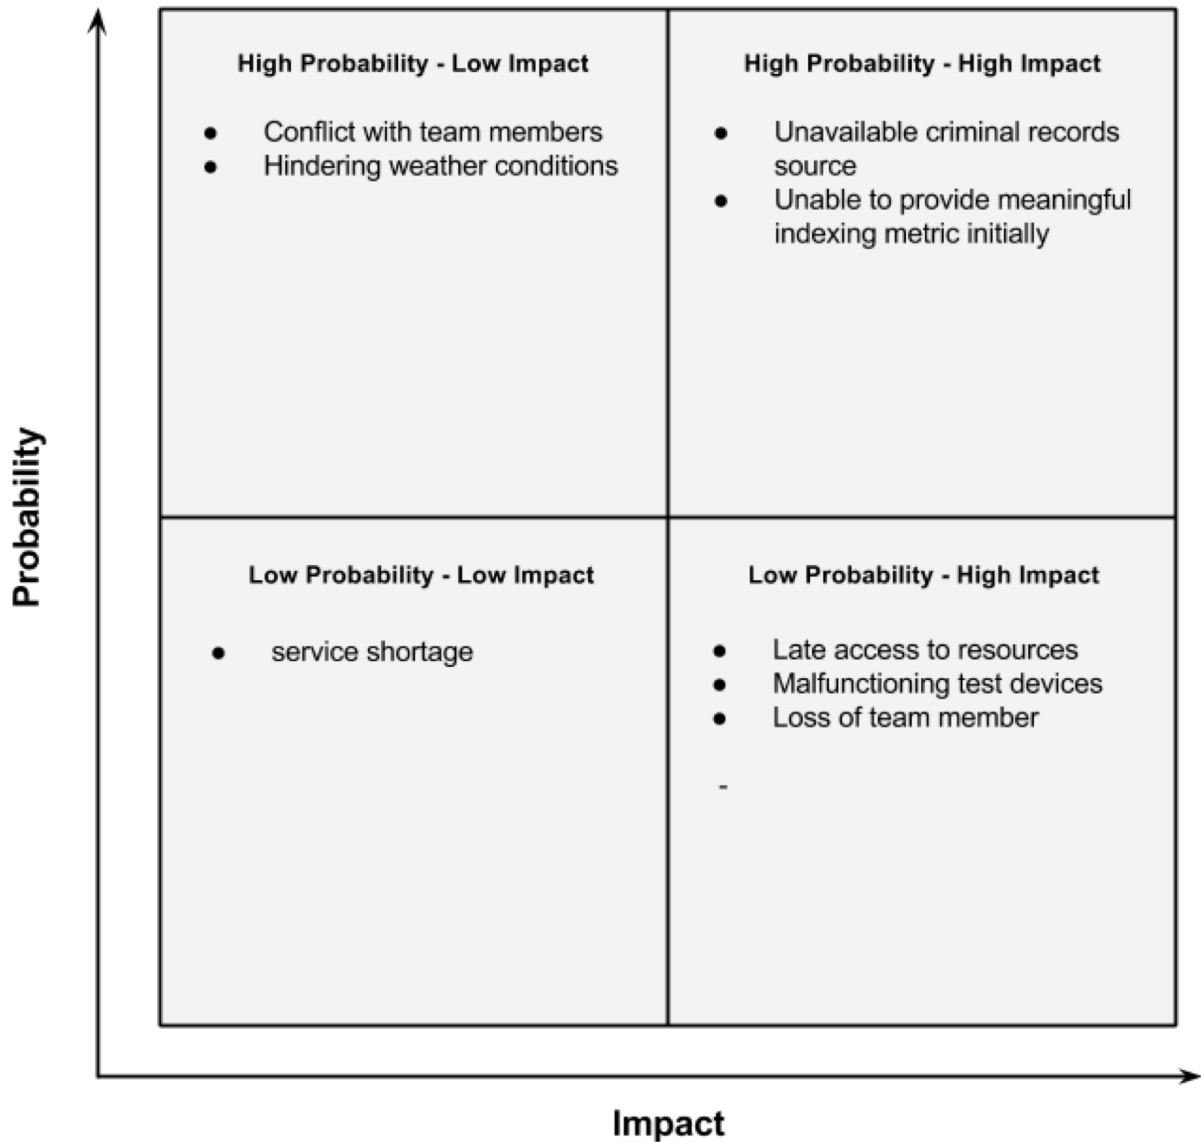 High Probability - Low Impact
● Conflict with team members
● Hindering weather conditions
High Probability - High Impact
● Unavailable criminal records
source
● Unable to provide meaningful
indexing metric initially
Probability
Low Probability - Low Impact
● service shortage
Low Probability - High Impact
● Late access to resources
● Malfunctioning test devices
● Loss of team member
-
Impact